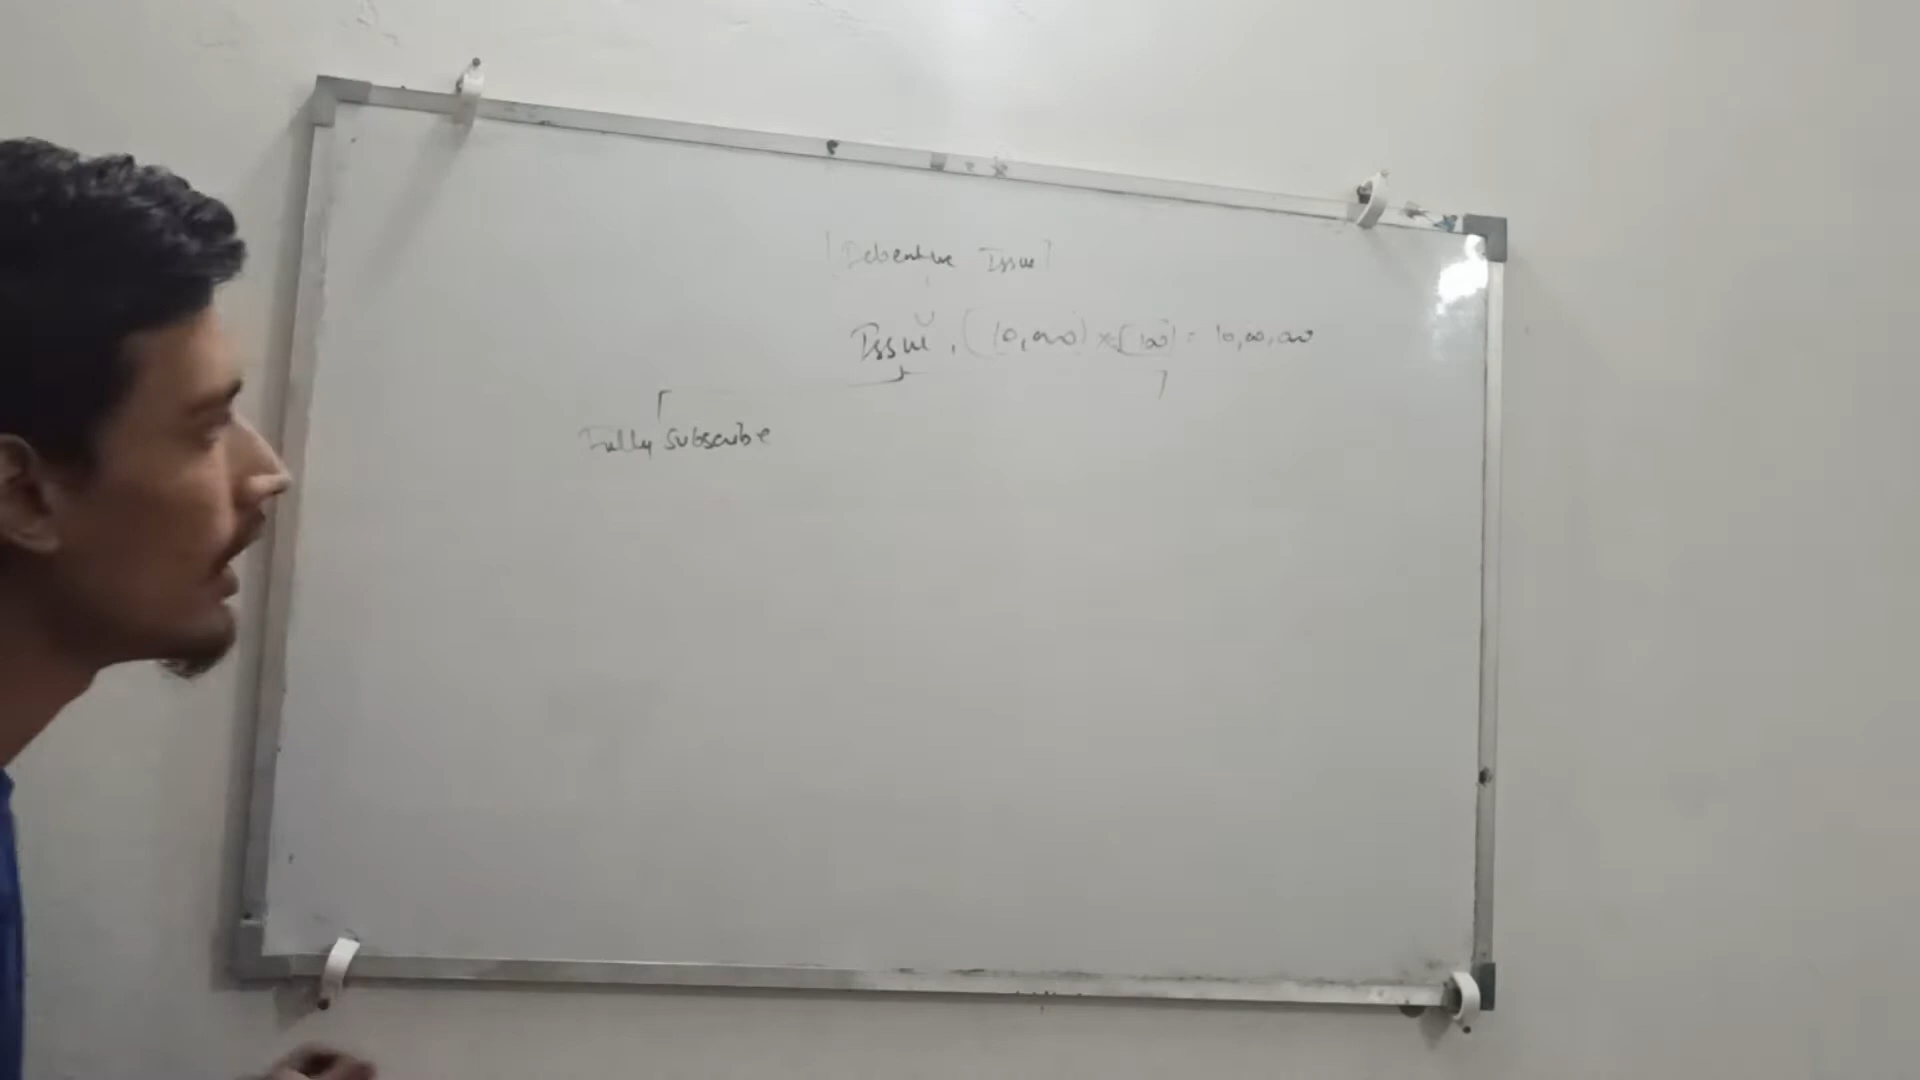 [Debenture Issue]
Issue, (10,000) × [100] = 10,00,000
Fully Subscribe